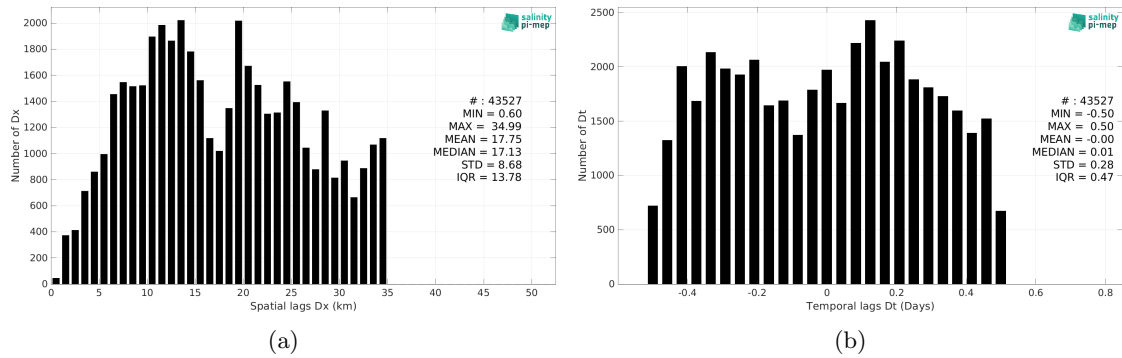 2000
1800
1600
1400
1200
1000
800
600
400
200
0
Number of Dx
0 5 10 15 20 25 30 35 40 45 50
Spatial lags Dx (km)
salinity
pi-mep
# : 43527
MIN = 0.60
MAX = 34.99
MEAN = 17.75
MEDIAN = 17.13
STD = 8.68
IQR = 13.78
(a)
2500
2000
1500
1000
500
0
Number of Dt
-0.4 -0.2 0 0.2 0.4 0.6 0.8
Temporal lags Dt (Days)
salinity
pi-mep
# : 43527
MIN = -0.50
MAX = 0.50
MEAN = -0.00
MEDIAN = 0.01
STD = 0.28
IQR = 0.47
(b)